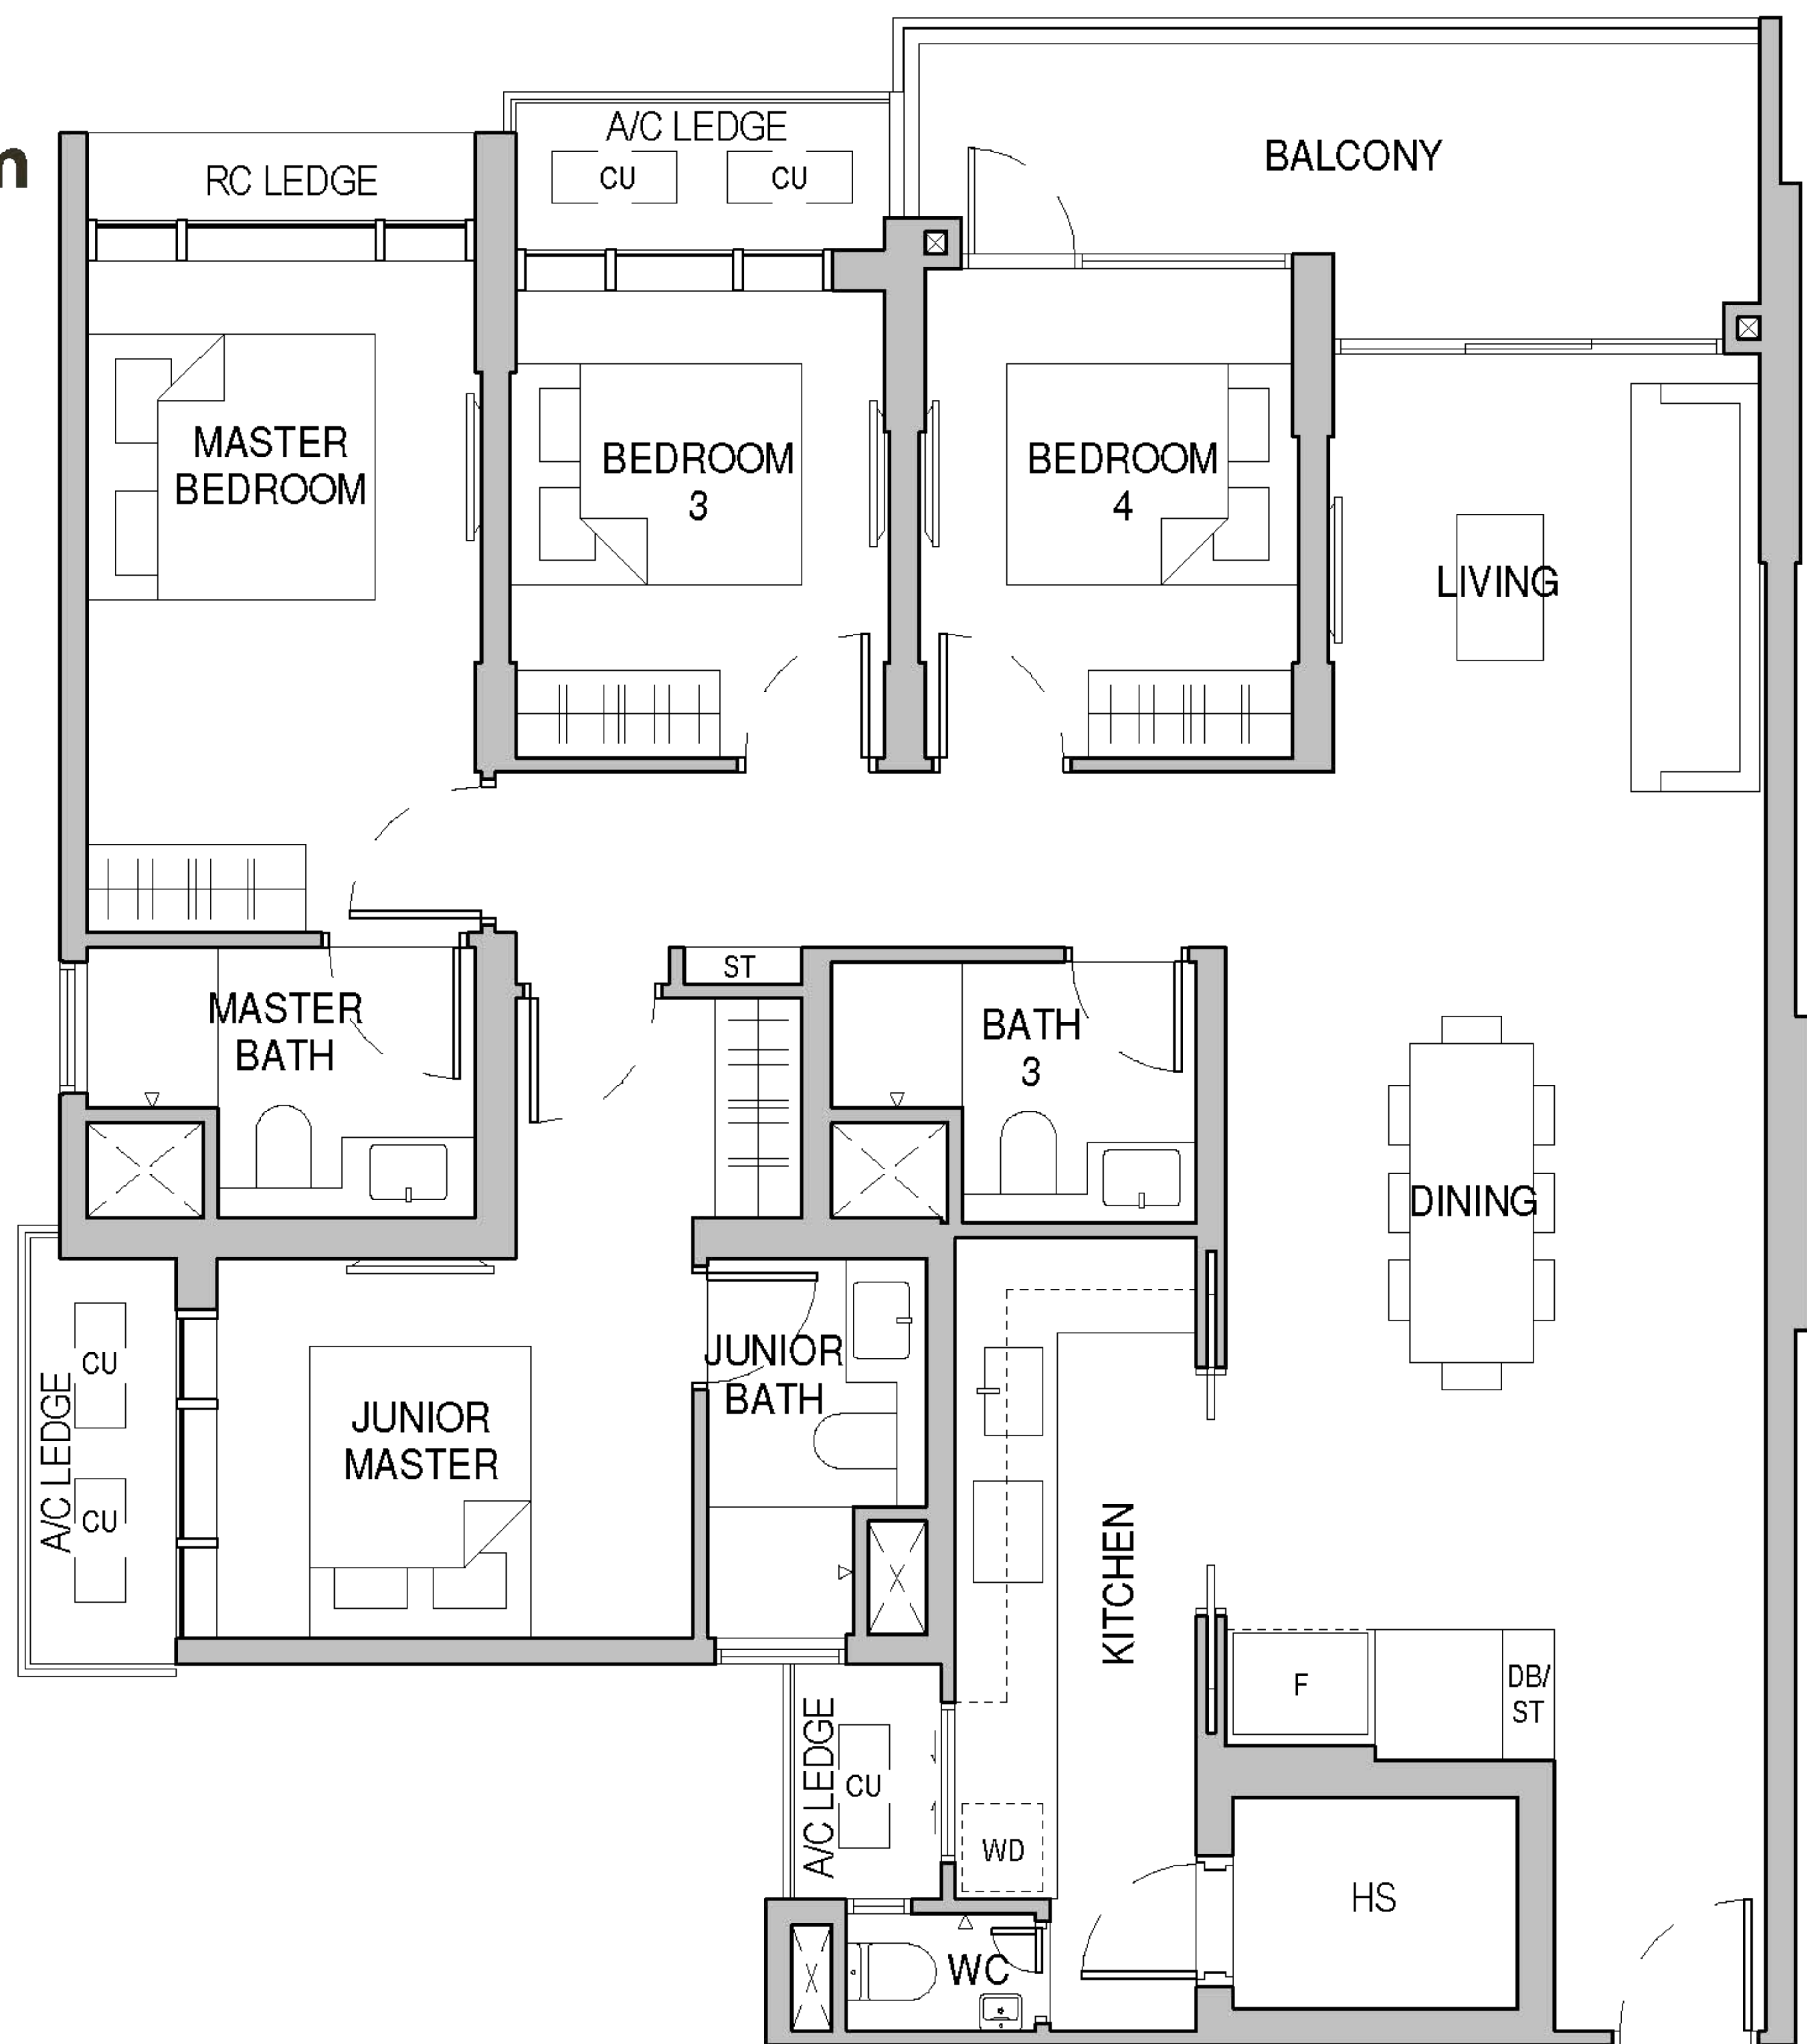 A/C LEDGE
CU
CU
BALCONY
RC LEDGE
MASTER
BEDROOM
BEDROOM
3
BEDROOM
4
LIVING
ST
MASTER
BATH
BATH
3
DINING
A/C LEDGE
CU
CU
JUNIOR
MASTER
JUNIOR
BATH
KITCHEN
F
DB/
ST
A/C LEDGE
CU
WD
HS
WC